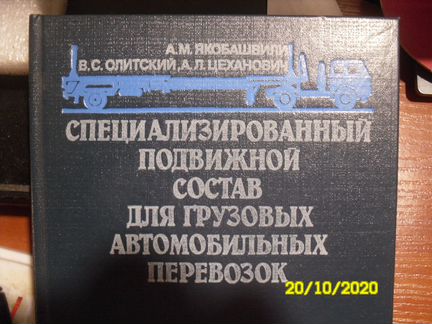 А.М. ЯКОБАШВИЛИ
В.С. ОЛИТСКИЙ, А.Л. ЦЕХАНОВИЧ
СПЕЦИАЛИЗИРОВАННЫЙ
ПОДВИЖНОЙ
СОСТАВ
ДЛЯ ГРУЗОВЫХ
АВТОМОБИЛЬНЫХ
ПЕРЕВОЗОК
20/10/2020